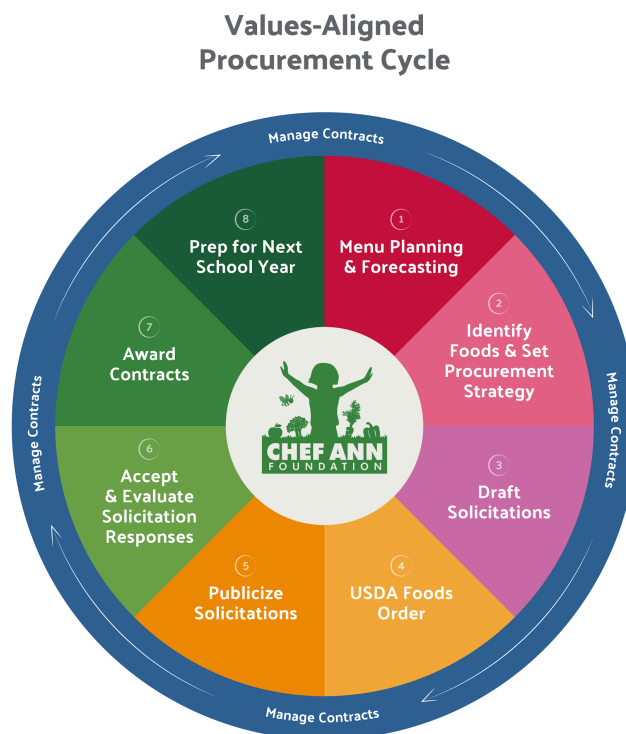 Values-Aligned
Procurement Cycle
Manage Contracts
1
Menu Planning
& Forecasting
2
Identify
Foods & Set
Procurement
Strategy
Manage Contracts
3
Draft
Solicitations
4
USDA Foods
Order
Manage Contracts
5
Publicize
Solicitations
6
Accept
& Evaluate
Solicitation
Responses
Manage Contracts
7
Award
Contracts
8
Prep for Next
School Year
CHEF ANN
FOUNDATION